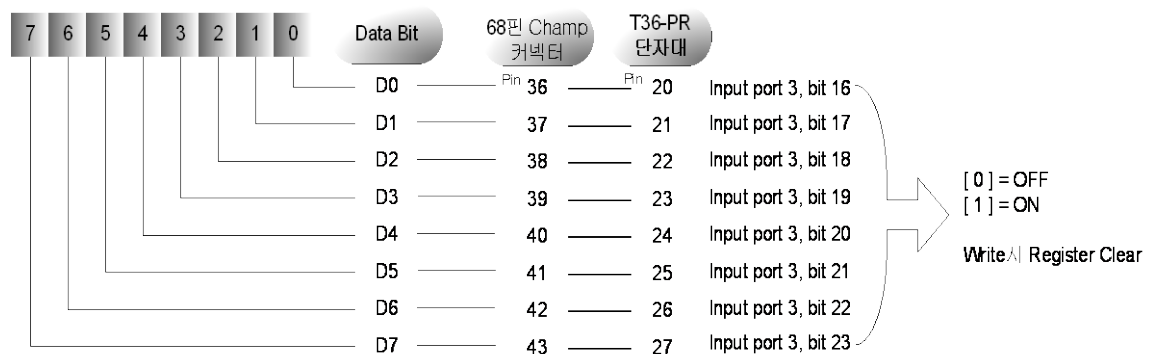 7 6 5 4 3 2 1 0 Data Bit 68핀 Champ 커넥터 T36-PR 단자대
D0 Pin 36 Pin 20 Input port 3, bit 16
D1 37 21 Input port 3, bit 17
D2 38 22 Input port 3, bit 18
D3 39 23 Input port 3, bit 19
D4 40 24 Input port 3, bit 20
D5 41 25 Input port 3, bit 21
D6 42 26 Input port 3, bit 22
D7 43 27 Input port 3, bit 23
[ 0 ] = OFF
[ 1 ] = ON
Write시 Register Clear